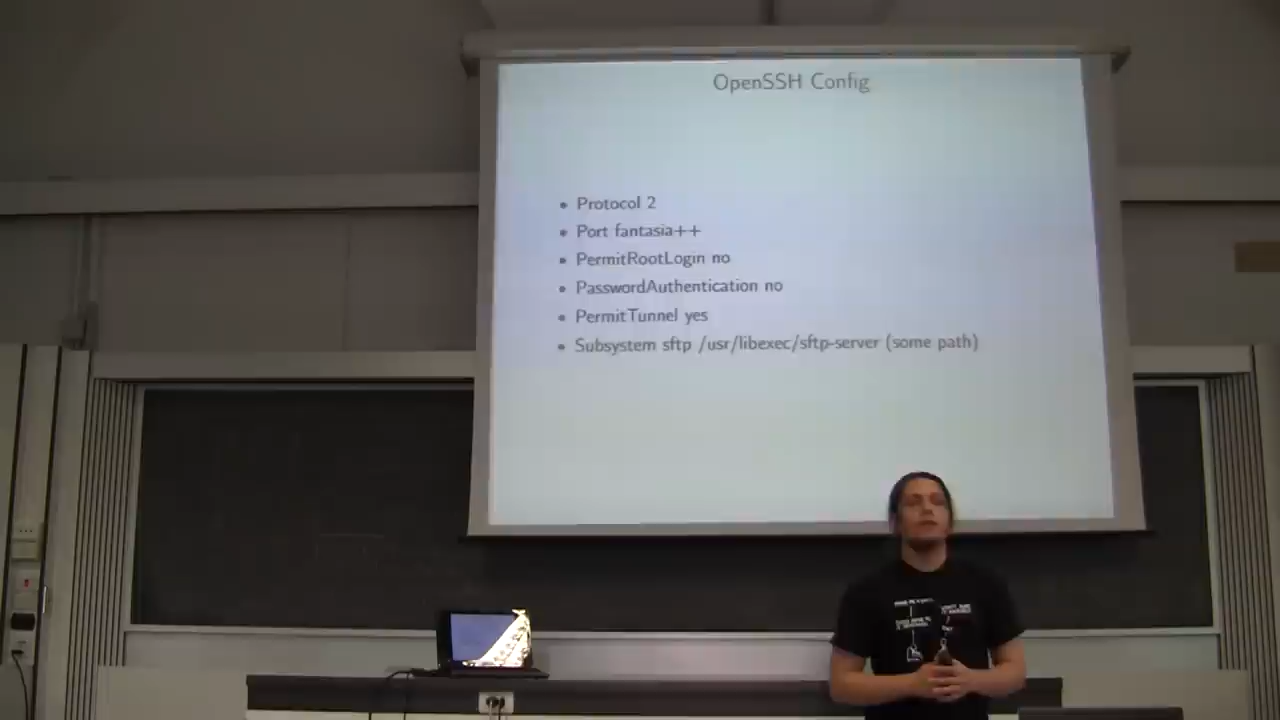 OpenSSH Config
• Protocol 2
• Port fantasia++
• PermitRootLogin no
• PasswordAuthentication no
• PermitTunnel yes
• Subsystem sftp /usr/libexec/sftp-server (some path)